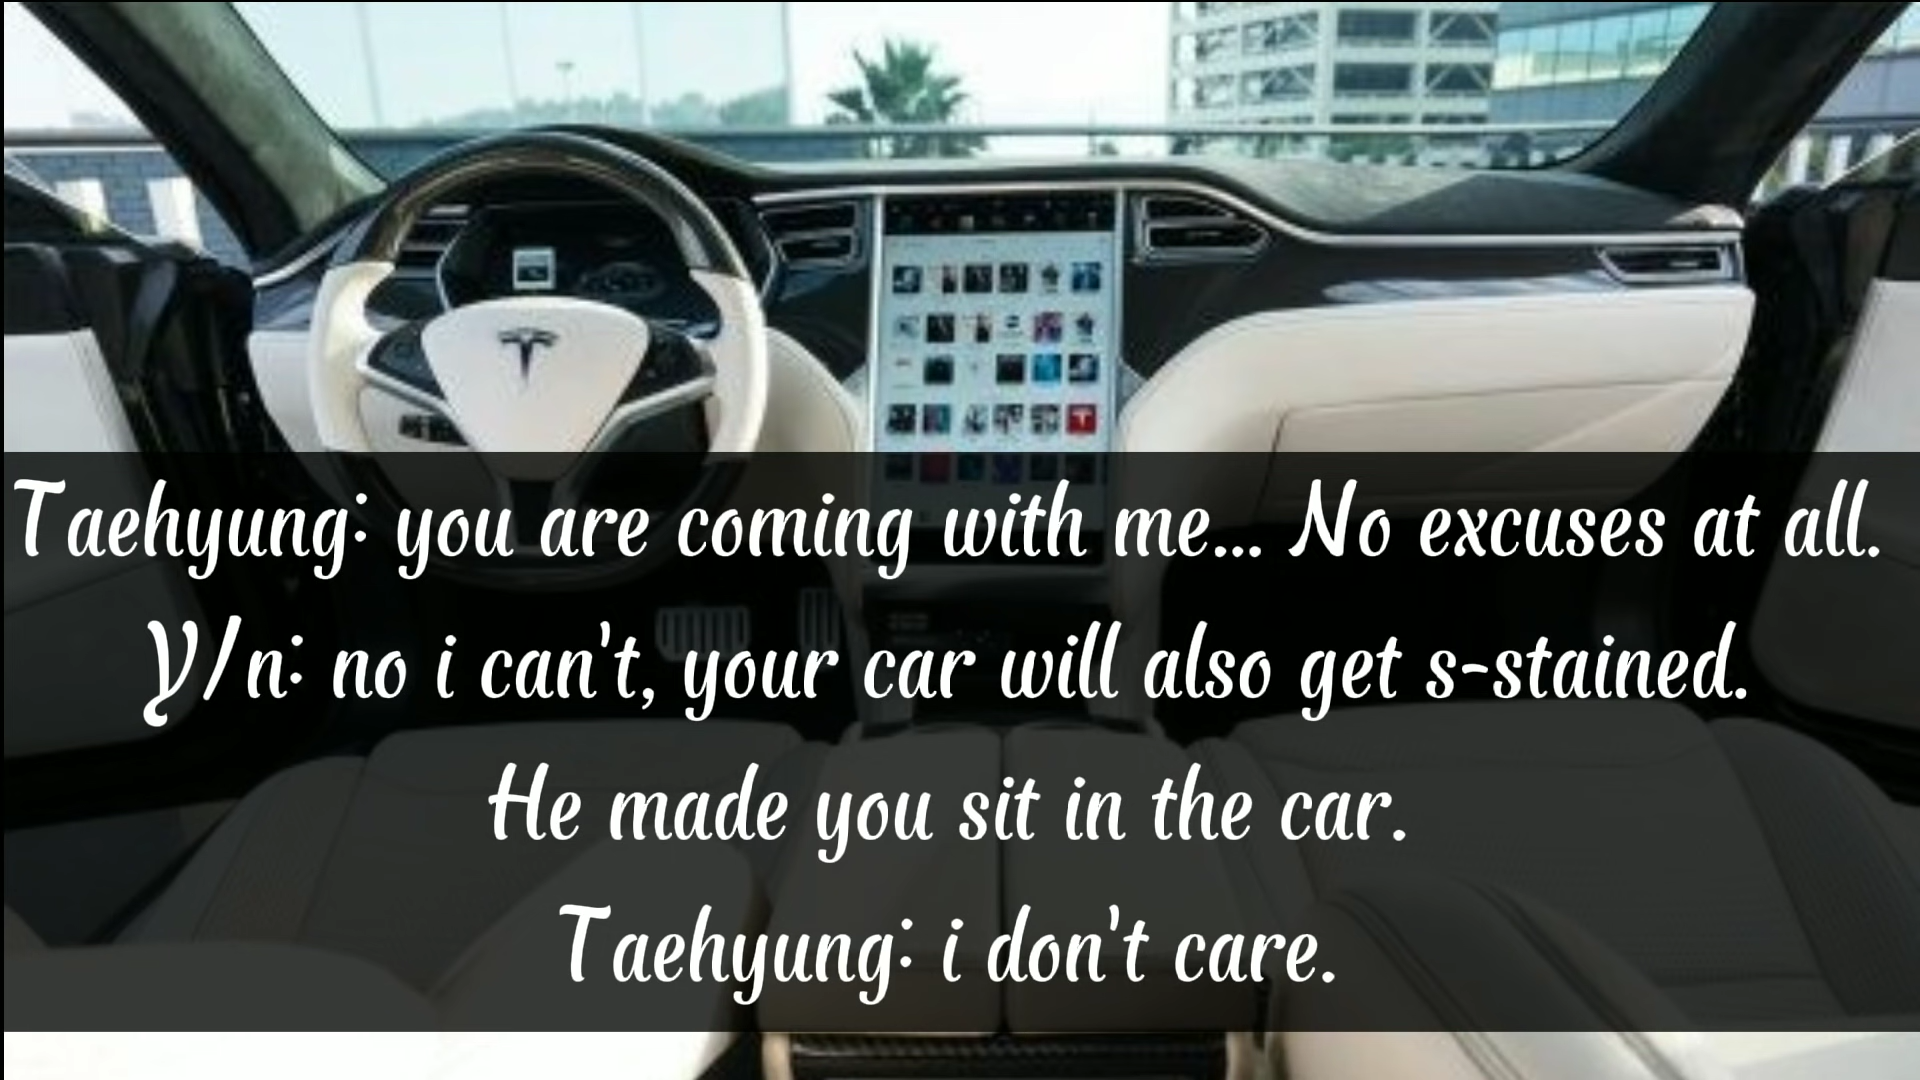 Taehyung: you are coming with me... No excuses at all.
Y/n: no i can't, your car will also get s-stained.
He made you sit in the car.
Taehyung: i don't care.